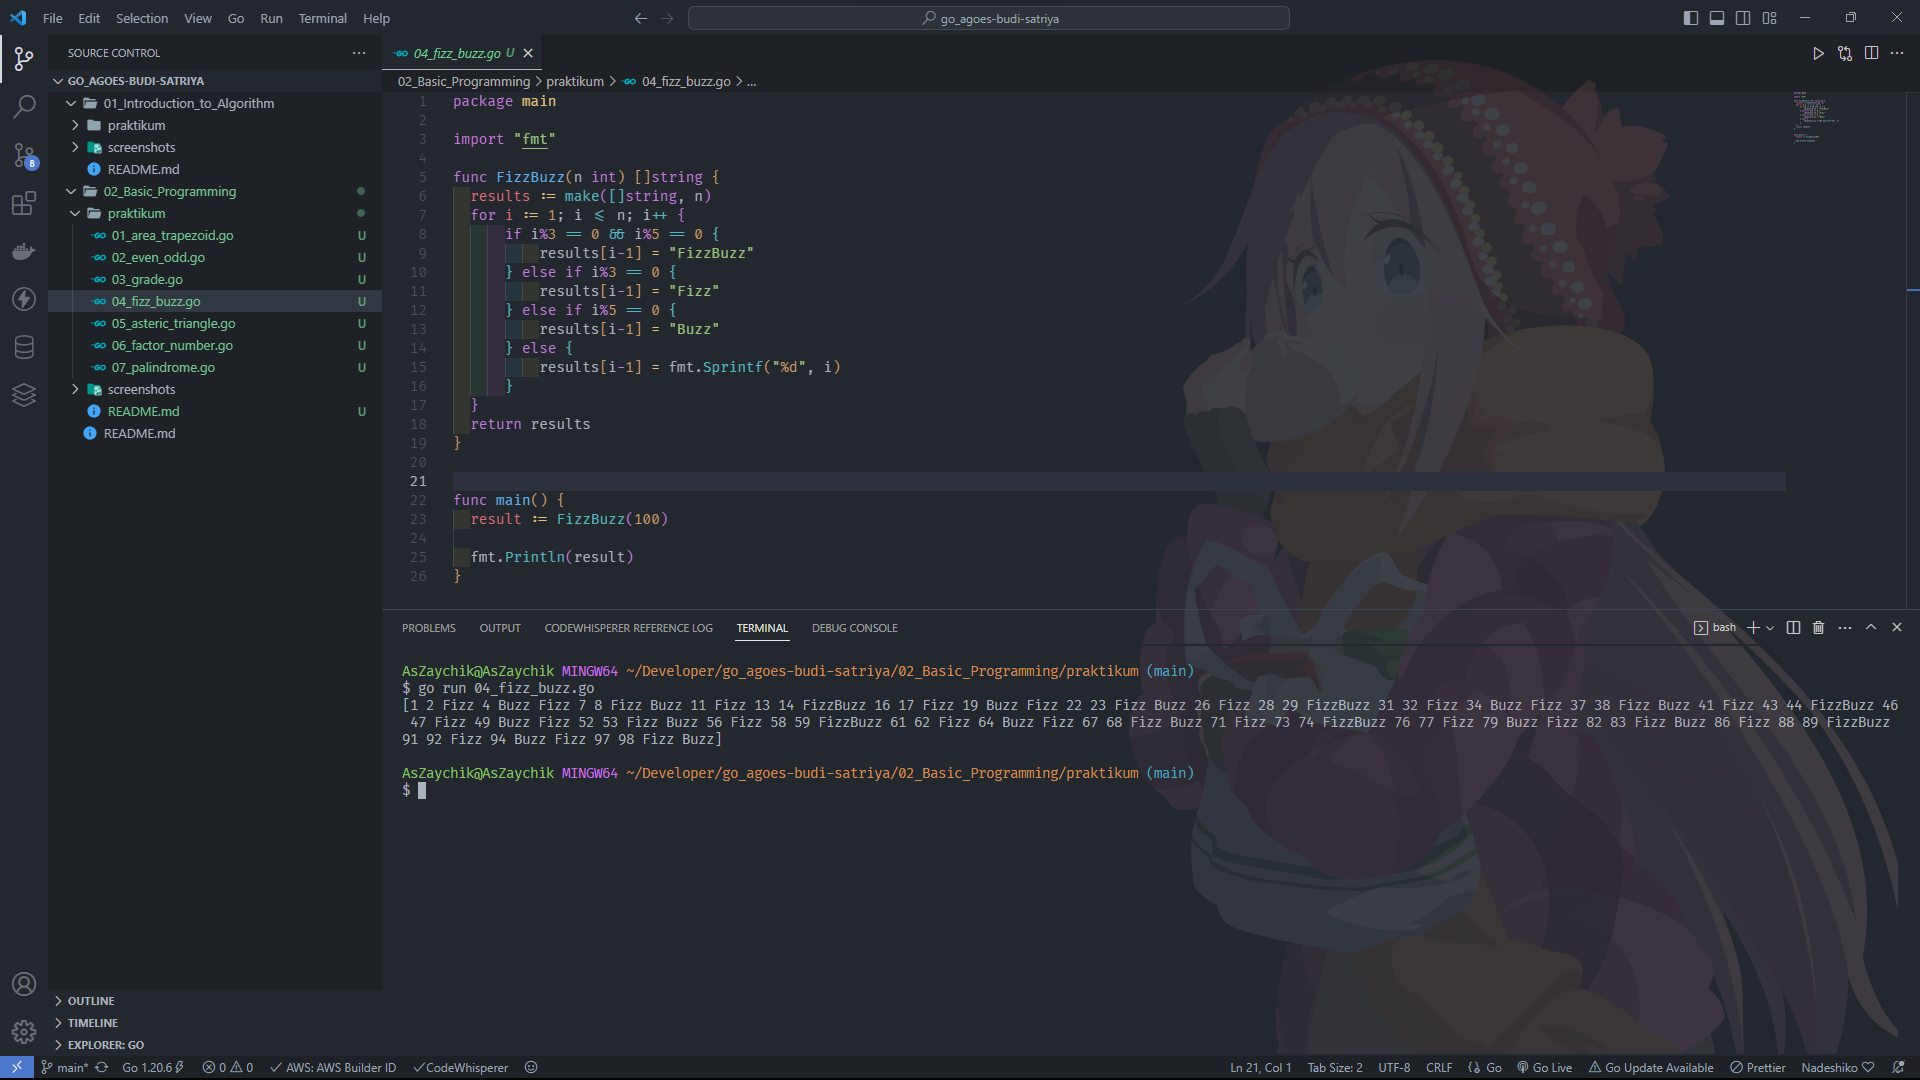 File Edit Selection View Go Run Terminal Help
go_agoes-budi-satriya
SOURCE CONTROL
GO_AGOES-BUDI-SATRIYA
01_Introduction_to_Algorithm
praktikum
screenshots
README.md
02_Basic_Programming
praktikum
01_area_trapezoid.go U
02_even_odd.go U
03_grade.go U
04_fizz_buzz.go U
05_asteric_triangle.go U
06_factor_number.go U
07_palindrome.go U
screenshots
README.md U
README.md
OUTLINE
TIMELINE
EXPLORER: GO
8
04_fizz_buzz.go U
02_Basic_Programming > praktikum > 04_fizz_buzz.go > ...
1 package main
2
3 import "fmt"
4
5 func FizzBuzz(n int) []string {
6 results := make([]string, n)
7 for i := 1; i <= n; i++ {
8 if i%3 == 0 && i%5 == 0 {
9 results[i-1] = "FizzBuzz"
10 } else if i%3 == 0 {
11 results[i-1] = "Fizz"
12 } else if i%5 == 0 {
13 results[i-1] = "Buzz"
14 } else {
15 results[i-1] = fmt.Sprintf("%d", i)
16 }
17 }
18 return results
19 }
20
21
22 func main() {
23 result := FizzBuzz(100)
24
25 fmt.Println(result)
26 }
PROBLEMS OUTPUT CODEWHISPERER REFERENCE LOG TERMINAL DEBUG CONSOLE
bash
AsZaychik@AsZaychik MINGW64 ~/Developer/go_agoes-budi-satriya/02_Basic_Programming/praktikum (main)
$ go run 04_fizz_buzz.go
[1 2 Fizz 4 Buzz Fizz 7 8 Fizz Buzz 11 Fizz 13 14 FizzBuzz 16 17 Fizz 19 Buzz Fizz 22 23 Fizz Buzz 26 Fizz 28 29 FizzBuzz 31 32 Fizz 34 Buzz Fizz 37 38 Fizz Buzz 41 Fizz 43 44 FizzBuzz 46
47 Fizz 49 Buzz Fizz 52 53 Fizz Buzz 56 Fizz 58 59 FizzBuzz 61 62 Fizz 64 Buzz Fizz 67 68 Fizz Buzz 71 Fizz 73 74 FizzBuzz 76 77 Fizz 79 Buzz Fizz 82 83 Fizz Buzz 86 Fizz 88 89 FizzBuzz
91 92 Fizz 94 Buzz Fizz 97 98 Fizz Buzz]
AsZaychik@AsZaychik MINGW64 ~/Developer/go_agoes-budi-satriya/02_Basic_Programming/praktikum (main)
$
main* Go 1.20.6 0 0 AWS: AWS Builder ID CodeWhisperer Ln 21, Col 1 Tab Size: 2 UTF-8 CRLF Go Go Live Go Update Available Prettier Nadeshiko